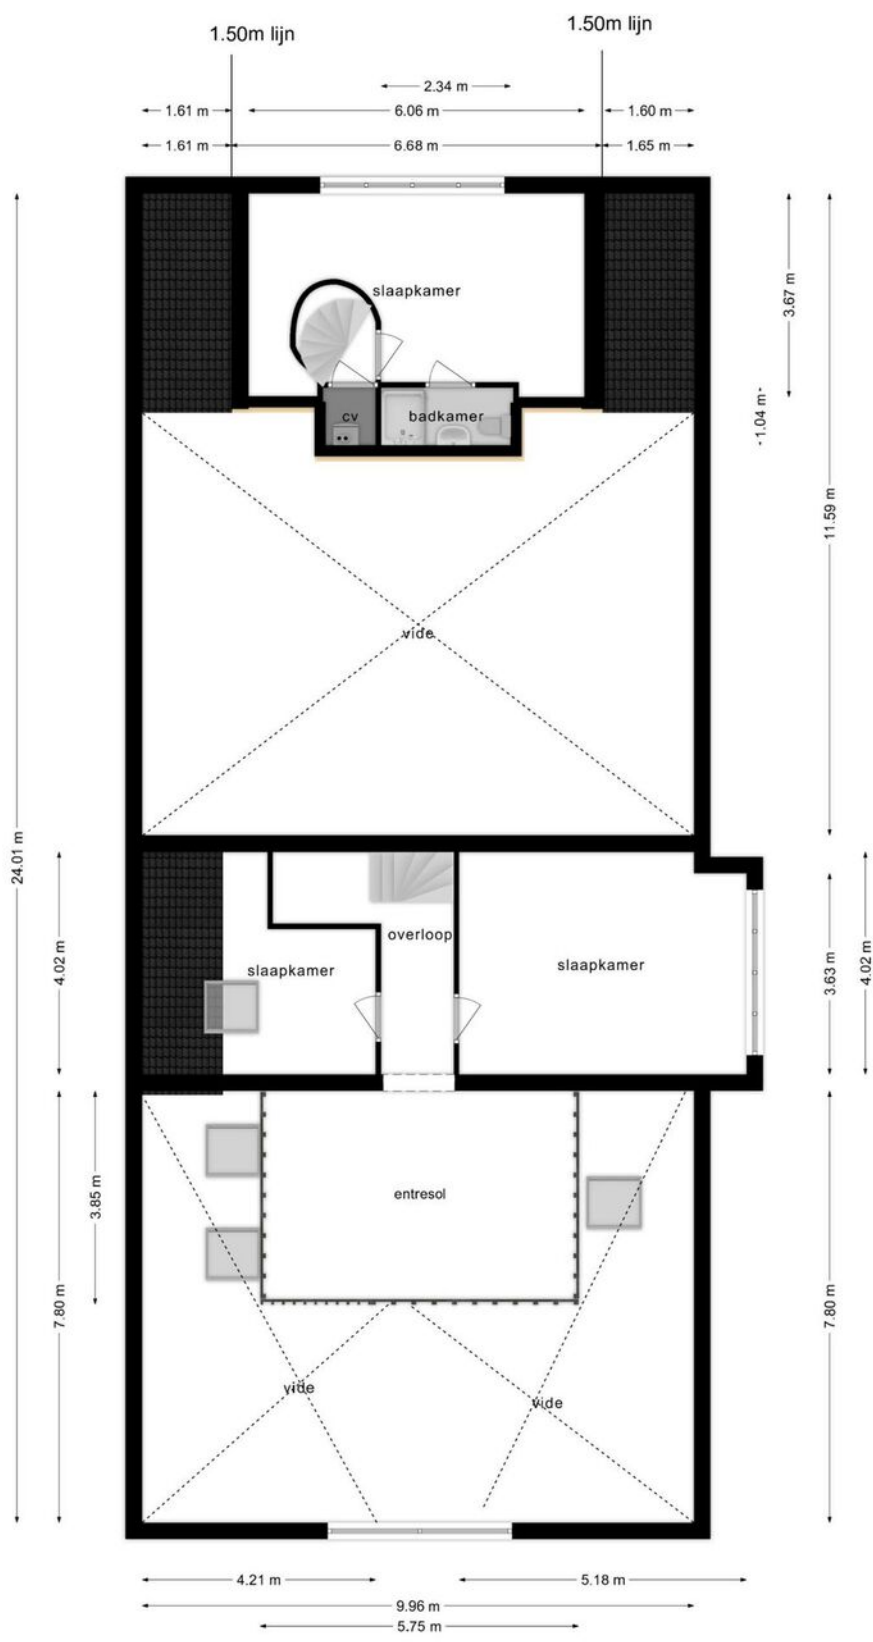 1.50m lijn
1.50m lijn
2.34 m
1.61 m
6.06 m
1.60 m
1.61 m
6.68 m
1.65 m
slaapkamer
3.67 m
cv
badkamer
1.04 m
11.59 m
vide
24.01 m
4.02 m
overloop
slaapkamer
slaapkamer
3.63 m
4.02 m
3.85 m
entresol
7.80 m
7.80 m
vide
vide
4.21 m
5.18 m
9.96 m
5.75 m